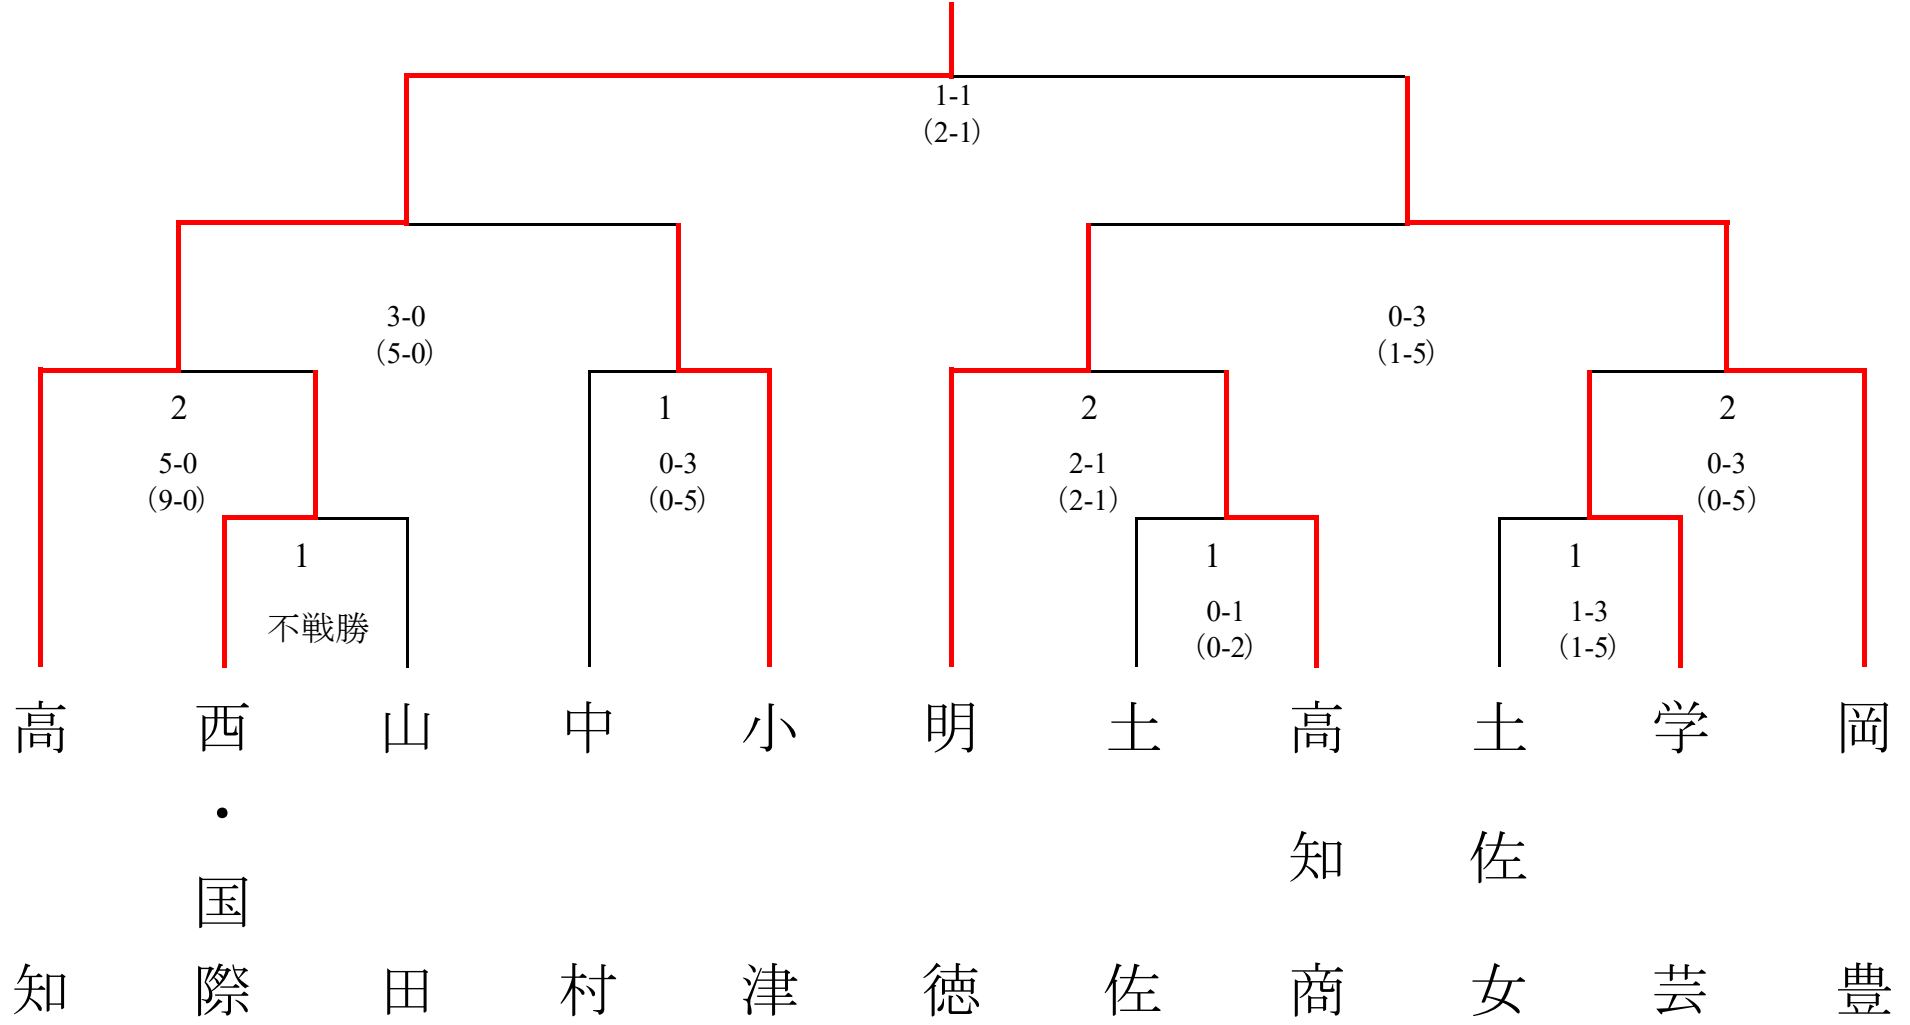 1-1
(2-1)
3-0
(5-0)
0-3
(1-5)
2
5-0
(9-0)
1
0-3
(0-5)
2
2-1
(2-1)
2
0-3
(0-5)
1
不戦勝
1
0-1
(0-2)
1
1-3
(1-5)
高知
西・国際
山田
中村
小津
明徳
土佐
高知商
土佐女
学芸
岡豊